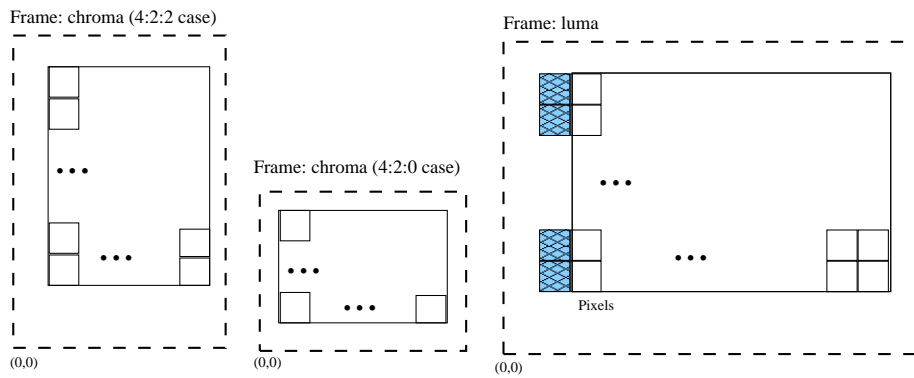 Frame: chroma (4:2:2 case)
Frame: luma
Frame: chroma (4:2:0 case)
Pixels
(0,0)
(0,0)
(0,0)